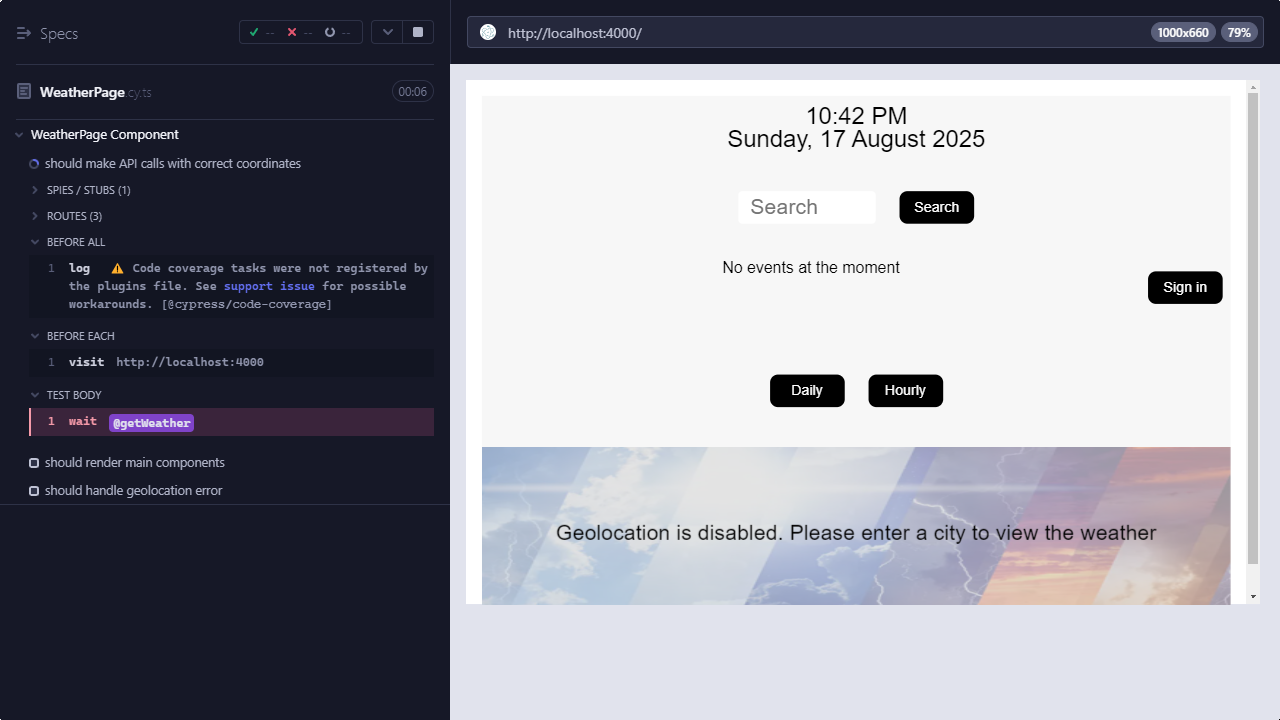 Specs
--
--
--
http://localhost:4000/
1000x660
79%
WeatherPage.cy.ts
00:06
WeatherPage Component
should make API calls with correct coordinates
SPIES / STUBS (1)
ROUTES (3)
BEFORE ALL
1 log ⚠ Code coverage tasks were not registered by
the plugins file. See support issue for possible
workarounds. [@cypress/code-coverage]
BEFORE EACH
1 visit http://localhost:4000
TEST BODY
1 wait @getWeather
should render main components
should handle geolocation error
10:42 PM
Sunday, 17 August 2025
Search Search
No events at the moment
Sign in
Daily Hourly
Geolocation is disabled. Please enter a city to view the weather